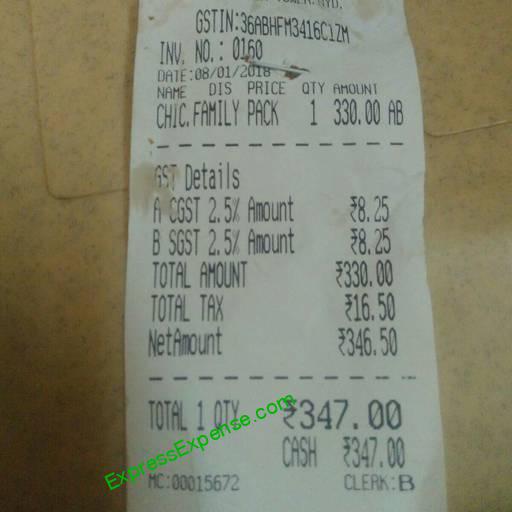 HYD.
GSTIN:36ABHFM3416C1ZM
INV. NO.: 0160
DATE:08/01/2018
NAME DIS PRICE QTY AMOUNT
CHIC.FAMILY PACK 1 330.00 AB
GST Details
A CGST 2.5% Amount ₹8.25
B SGST 2.5% Amount ₹8.25
TOTAL AMOUNT ₹330.00
TOTAL TAX ₹16.50
NetAmount ₹346.50
TOTAL 1 QTY ₹347.00
CASH ₹347.00
MC:00015672 CLERK:B
ExpressExpense.com